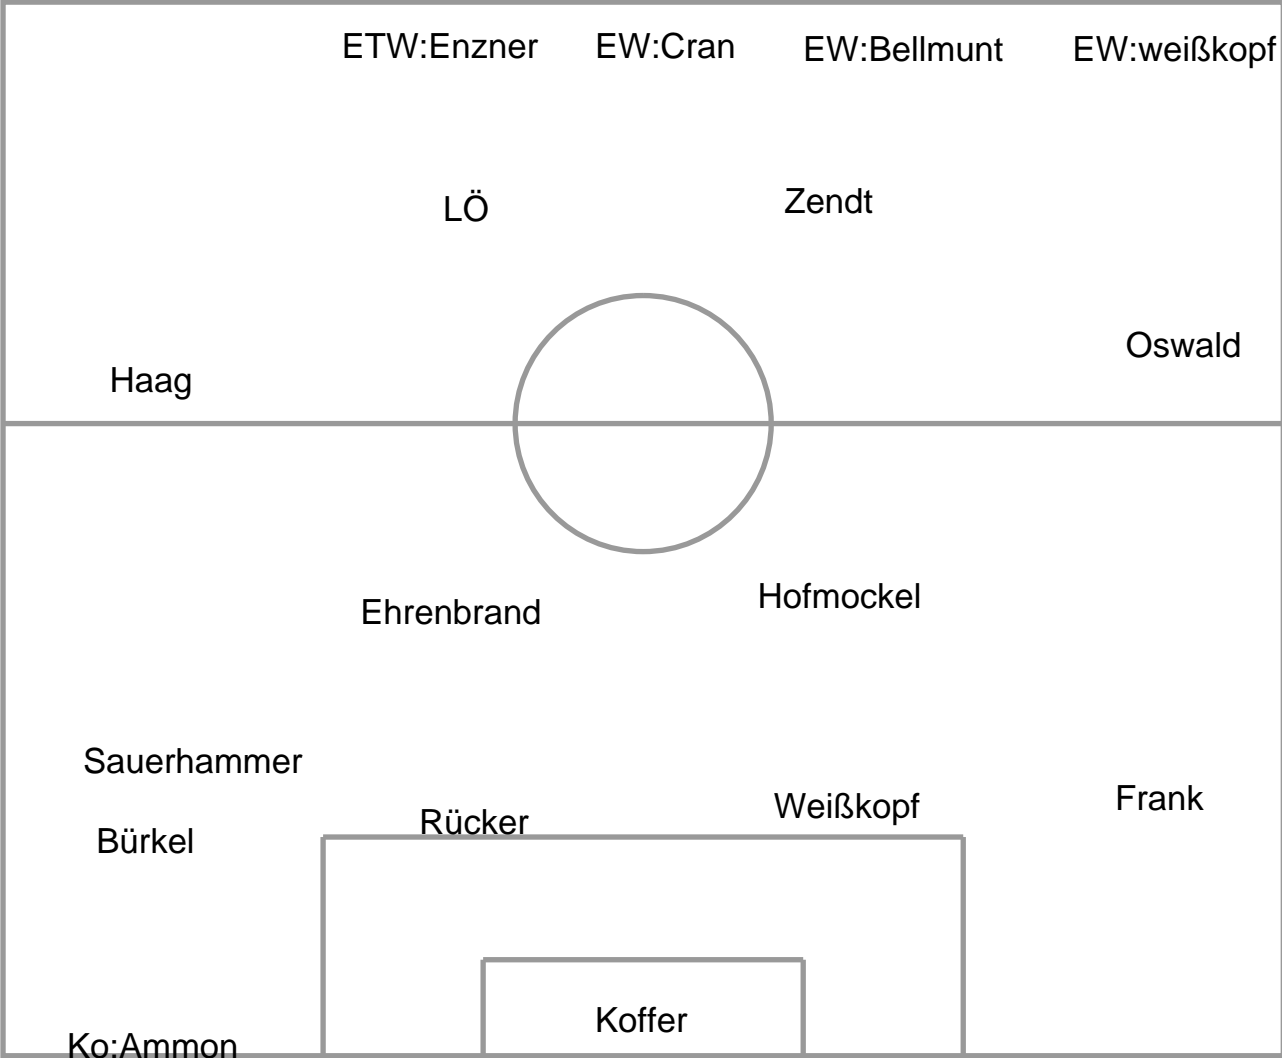 ETW:Enzner EW:Cran EW:Bellmunt EW:weißkopf
LÖ Zendt
Oswald
Haag
Ehrenbrand Hofmockel
Sauerhammer
Frank
Weißkopf
Rücker
Bürkel
Koffer
Ko:Ammon